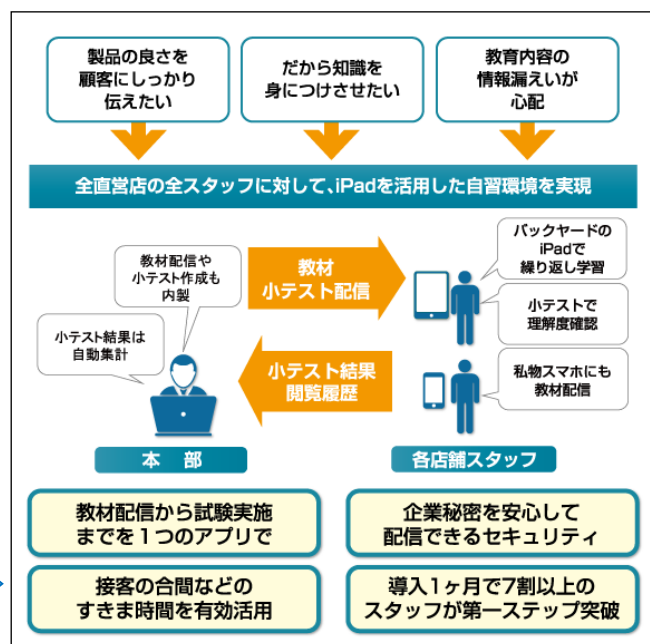 製品の良さを
顧客にしっかり
伝えたい
だから知識を
身につけさせたい
教育内容の
情報漏えいが
心配
全直営店の全スタッフに対して、iPadを活用した自習環境を実現
教材配信や
小テスト作成も
内製
小テスト結果は
自動集計
教材
小テスト配信
小テスト結果
閲覧履歴
バックヤードの
iPadで
繰り返し学習
小テストで
理解度確認
私物スマホにも
教材配信
本 部
各店舗スタッフ
教材配信から試験実施
までを１つのアプリで
企業秘密を安心して
配信できるセキュリティ
接客の合間などの
すきま時間を有効活用
導入１ヶ月で7割以上の
スタッフが第一ステップ突破